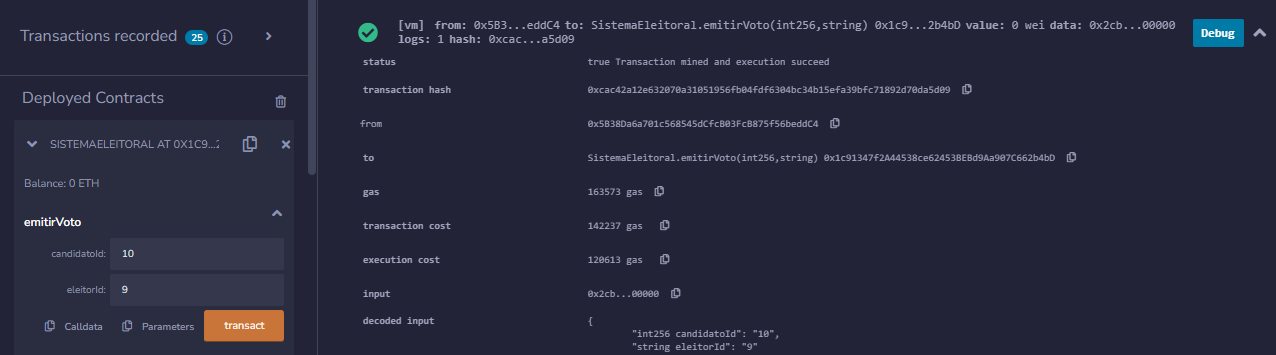 Transactions recorded 25
Deployed Contracts
SISTEMAELEITORAL AT 0X1C9...2
Balance: 0 ETH
emitirVoto
candidatoId: 10
eleitorId: 9
Calldata Parameters transact
[vm] from: 0x5B3...eddC4 to: SistemaEleitoral.emitirVoto(int256,string) 0x1c9...2b4bD value: 0 wei data: 0x2cb...00000
logs: 1 hash: 0xcac...a5d09
Debug
status true Transaction mined and execution succeed
transaction hash 0xcac42a12e632070a31051956fb04fdf6304bc34b15efa39bfc71892d70da5d09
from 0x5B38Da6a701c568545dCfcB03FcB875f56beddC4
to SistemaEleitoral.emitirVoto(int256,string) 0x1c91347f2A44538ce62453BEBd9Aa907C662b4bD
gas 163573 gas
transaction cost 142237 gas
execution cost 120613 gas
input 0x2cb...00000
decoded input {
"int256 candidatoId": "10",
"string eleitorId": "9"